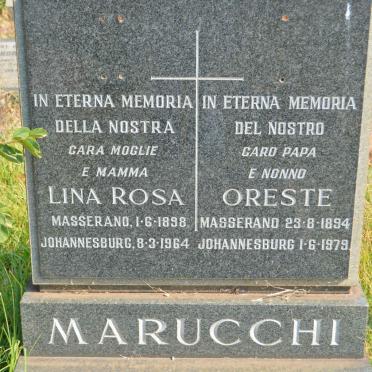 IN ETERNA MEMORIA
DELLA NOSTRA
CARA MOGLIE
E MAMMA
LINA ROSA
MASSERANO, 1·6·1898
JOHANNESBURG, 8·3·1964
IN ETERNA MEMORIA
DEL NOSTRO
CARO PAPA
E NONNO
ORESTE
MASSERANO 23·8·1894
JOHANNESBURG 1·6·1979
MARUCCHI